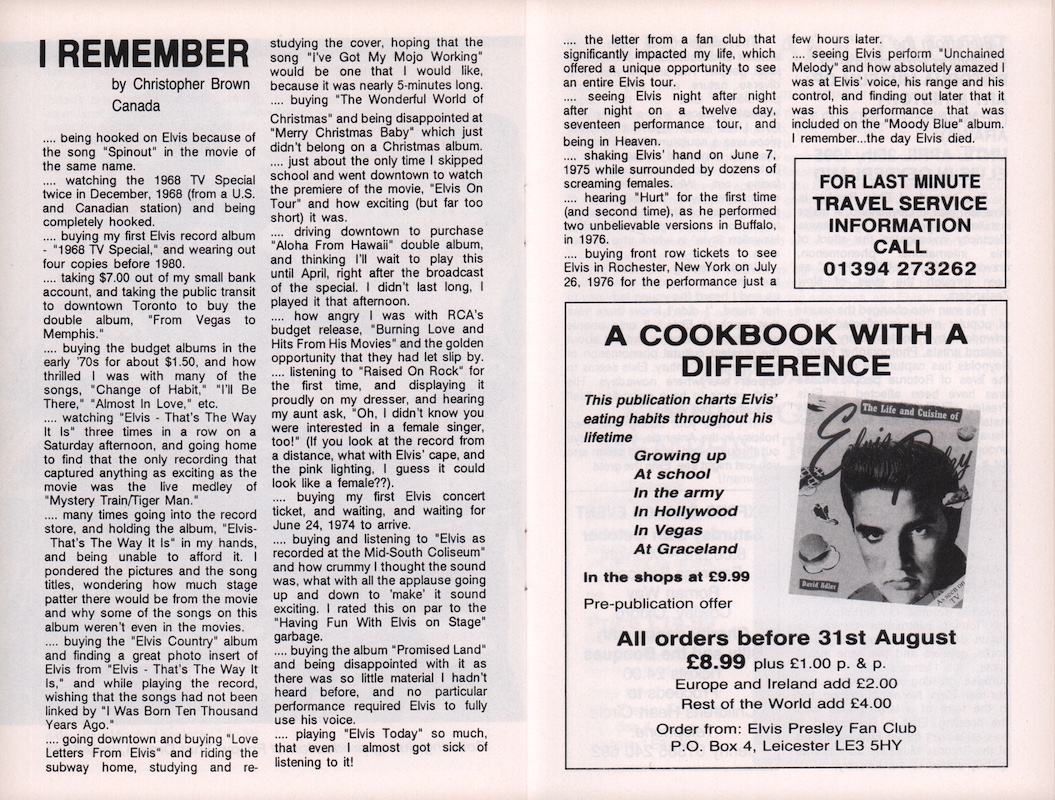 I REMEMBER
by Christopher Brown
Canada
.... being hooked on Elvis because of
the song "Spinout" in the movie of
the same name.
.... watching the 1968 TV Special
twice in December, 1968 (from a U.S.
and Canadian station) and being
completely hooked.
.... buying my first Elvis record album
- "1968 TV Special," and wearing out
four copies before 1980.
.... taking $7.00 out of my small bank
account, and taking the public transit
to downtown Toronto to buy the
double album, "From Vegas to
Memphis."
.... buying the budget albums in the
early '70s for about $1.50, and how
thrilled I was with many of the
songs, "Change of Habit," "I'll Be
There," "Almost In Love," etc.
.... watching "Elvis - That's The Way
It Is" three times in a row on a
Saturday afternoon, and going home
to find that the only recording that
captured anything as exciting as the
movie was the live medley of
"Mystery Train/Tiger Man."
.... many times going into the record
store, and holding the album, "Elvis-
That's The Way It Is" in my hands,
and being unable to afford it. I
pondered the pictures and the song
titles, wondering how much stage
patter there would be from the movie
and why some of the songs on this
album weren't even in the movies.
.... buying the "Elvis Country" album
and finding a great photo insert of
Elvis from "Elvis - That's The Way It
Is," and while playing the record,
wishing that the songs had not been
linked by "I Was Born Ten Thousand
Years Ago."
.... going downtown and buying "Love
Letters From Elvis" and riding the
subway home, studying and re-
studying the cover, hoping that the
song "I've Got My Mojo Working"
would be one that I would like,
because it was nearly 5-minutes long.
.... buying "The Wonderful World of
Christmas" and being disappointed at
"Merry Christmas Baby" which just
didn't belong on a Christmas album.
.... just about the only time I skipped
school and went downtown to watch
the premiere of the movie, "Elvis On
Tour" and how exciting (but far too
short) it was.
.... driving downtown to purchase
"Aloha From Hawaii" double album,
and thinking I'll wait to play this
until April, right after the broadcast
of the special. I didn't last long, I
played it that afternoon.
.... how angry I was with RCA's
budget release, "Burning Love and
Hits From His Movies" and the golden
opportunity that they had let slip by.
.... listening to "Raised On Rock" for
the first time, and displaying it
proudly on my dresser, and hearing
my aunt ask, "Oh, I didn't know you
were interested in a female singer,
too!" (If you look at the record from
a distance, what with Elvis' cape, and
the pink lighting, I guess it could
look like a female??).
.... buying my first Elvis concert
ticket, and waiting, and waiting for
June 24, 1974 to arrive.
.... buying and listening to "Elvis as
recorded at the Mid-South Coliseum"
and how crummy I thought the sound
was, what with all the applause going
up and down to 'make' it sound
exciting. I rated this on par to the
"Having Fun With Elvis on Stage"
garbage.
.... buying the album "Promised Land"
and being disappointed with it as
there was so little material I hadn't
heard before, and no particular
performance required Elvis to fully
use his voice.
.... playing "Elvis Today" so much,
that even I almost got sick of
listening to it!
.... the letter from a fan club that
significantly impacted my life, which
offered a unique opportunity to see
an entire Elvis tour.
.... seeing Elvis night after night
after night on a twelve day,
seventeen performance tour, and
being in Heaven.
.... shaking Elvis' hand on June 7,
1975 while surrounded by dozens of
screaming females.
.... hearing "Hurt" for the first time
(and second time), as he performed
two unbelievable versions in Buffalo,
in 1976.
.... buying front row tickets to see
Elvis in Rochester, New York on July
26, 1976 for the performance just a
few hours later.
.... seeing Elvis perform "Unchained
Melody" and how absolutely amazed I
was at Elvis' voice, his range and his
control, and finding out later that it
was this performance that was
included on the "Moody Blue" album.
I remember...the day Elvis died.
FOR LAST MINUTE
TRAVEL SERVICE
INFORMATION
CALL
01394 273262
A COOKBOOK WITH A
DIFFERENCE
This publication charts Elvis'
eating habits throughout his
lifetime
Growing up
At school
In the army
In Hollywood
In Vegas
At Graceland
In the shops at £9.99
Pre-publication offer
The Life and Cuisine of
Elvis Presley
David Adler
As seen on
TV
All orders before 31st August
£8.99 plus £1.00 p. & p.
Europe and Ireland add £2.00
Rest of the World add £4.00
Order from: Elvis Presley Fan Club
P.O. Box 4, Leicester LE3 5HY